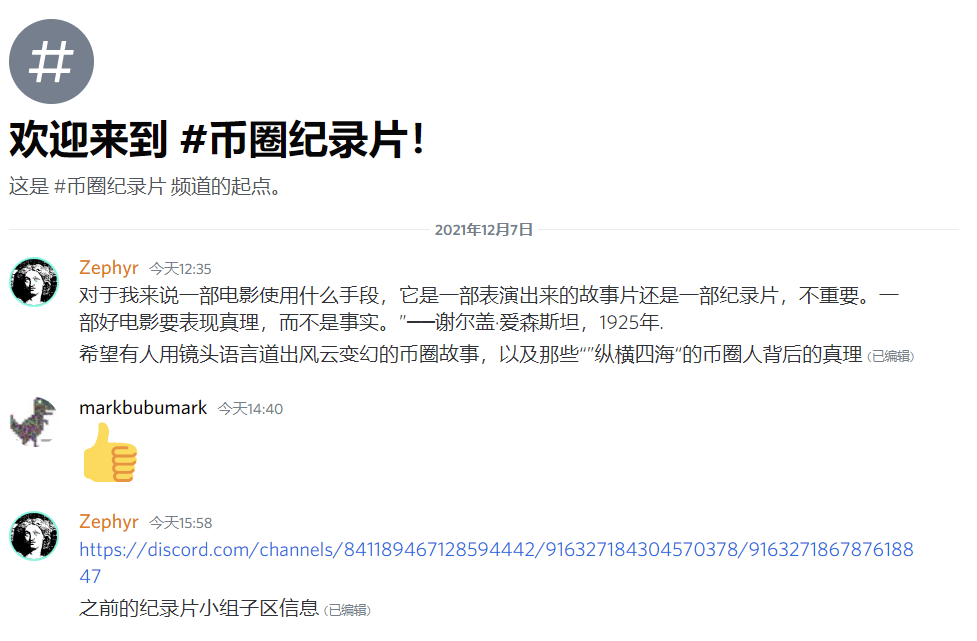 #
欢迎来到 #币圈纪录片!
这是 #币圈纪录片 频道的起点。
2021年12月7日
Zephyr 今天12:35
对于我来说一部电影使用什么手段，它是一部表演出来的故事片还是一部纪录片，不重要。一
部好电影要表现真理，而不是事实。”──谢尔盖·爱森斯坦，1925年.
希望有人用镜头语言道出风云变幻的币圈故事，以及那些“”纵横四海“的币圈人背后的真理 (已编辑)
markbubumark 今天14:40
Zephyr 今天15:58
https://discord.com/channels/841189467128594442/916327184304570378/9163271867876188
47
之前的纪录片小组子区信息 (已编辑)